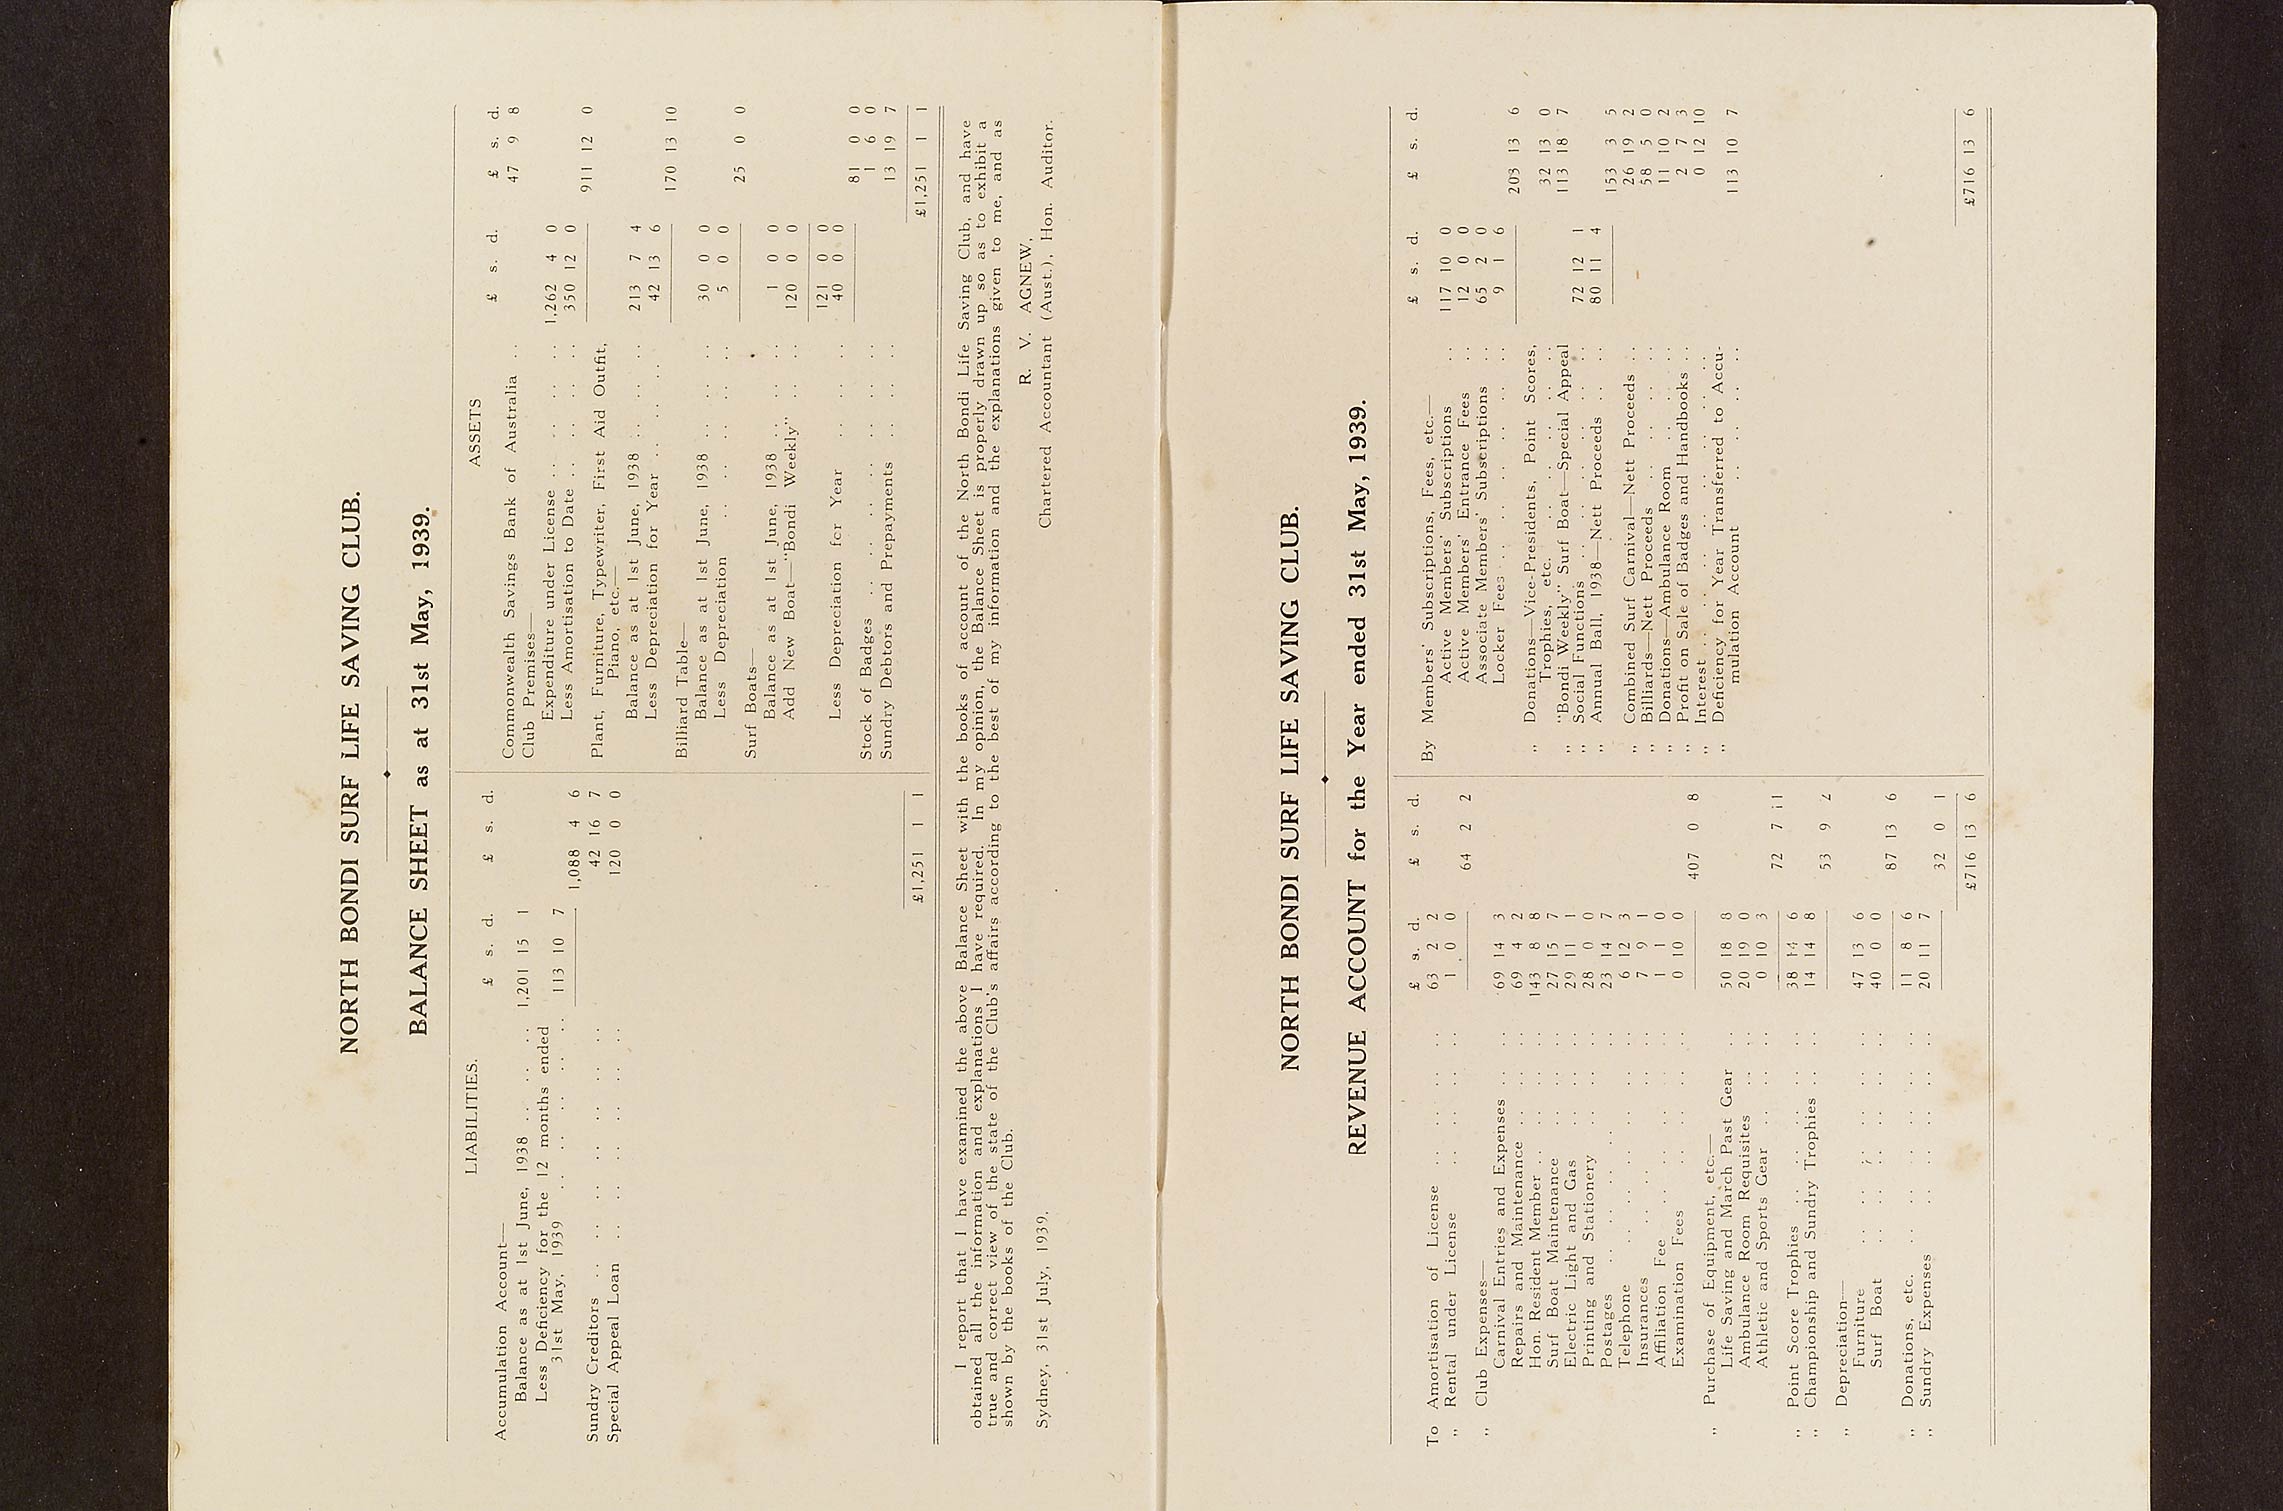 NORTH BONDI SURF LIFE SAVING CLUB.
BALANCE SHEET as at 31st May, 1939.
LIABILITIES.
£ s. d. £ s. d.
Accumulation Account—
Balance as at 1st June, 1938 .. .. .. 1,201 15 1
Less Deficiency for the 12 months ended
31st May, 1939 .. .. .. .. .. 113 10 7
1,088 4 6
Sundry Creditors .. .. .. .. .. .. .. 42 16 7
Special Appeal Loan .. .. .. .. .. .. 120 0 0
£1,251 1 1
ASSETS
£ s. d. £ s. d.
Commonwealth Savings Bank of Australia .. 47 9 8
Club Premises—
Expenditure under License .. .. .. .. 1,262 4 0
Less Amortisation to Date .. .. .. .. 350 12 0
911 12 0
Plant, Furniture, Typewriter, First Aid Outfit,
Piano, etc.—
Balance as at 1st June, 1938 .. .. .. 213 7 4
Less Depreciation for Year .. .. .. .. 42 13 6
170 13 10
Billiard Table—
Balance as at 1st June, 1938 .. .. .. 30 0 0
Less Depreciation .. .. .. .. .. 5 0 0
25 0 0
Surf Boats—
Balance as at 1st June, 1938 .. .. .. 1 0 0
Add New Boat—"Bondi Weekly" .. .. 120 0 0
121 0 0
Less Depreciation for Year .. .. .. 40 0 0
81 0 0
Stock of Badges .. .. .. .. .. .. 1 6 0
Sundry Debtors and Prepayments .. .. .. 13 19 7
£1,251 1 1
I report that I have examined the above Balance Sheet with the books of account of the North Bondi Life Saving Club, and have
obtained all the information and explanations I have required. In my opinion, the Balance Sheet is properly drawn up so as to exhibit a
true and correct view of the state of the Club's affairs according to the best of my information and the explanations given to me, and as
shown by the books of the Club.
R. V. AGNEW,
Sydney, 31st July, 1939. Chartered Accountant (Aust.), Hon. Auditor.
NORTH BONDI SURF LIFE SAVING CLUB.
REVENUE ACCOUNT for the Year ended 31st May, 1939.
£ s. d. £ s. d.
To Amortisation of License .. .. .. .. .. 63 2 2
„ Rental under License .. .. .. .. .. 1 0 0
64 2 2
„ Club Expenses—
Carnival Entries and Expenses .. .. .. 69 14 3
Repairs and Maintenance .. .. .. .. 69 4 2
Hon. Resident Member .. .. .. .. .. 143 8 8
Surf Boat Maintenance .. .. .. .. 27 15 7
Electric Light and Gas .. .. .. .. 29 11 1
Printing and Stationery .. .. .. .. 28 0 0
Postages .. .. .. .. .. .. .. 23 14 7
Telephone .. .. .. .. .. .. 6 12 3
Insurances .. .. .. .. .. .. 7 9 1
Affiliation Fee .. .. .. .. .. 1 1 0
Examination Fees .. .. .. .. .. 0 10 0
407 0 8
„ Purchase of Equipment, etc.—
Life Saving and March Past Gear .. .. 50 18 8
Ambulance Room Requisites .. .. .. 20 19 0
Athletic and Sports Gear .. .. .. .. 0 10 3
72 7 11
„ Point Score Trophies .. .. .. .. .. 38 14 6
„ Championship and Sundry Trophies .. .. .. 14 14 8
53 9 2
„ Depreciation—
Furniture .. .. .. .. .. .. 47 13 6
Surf Boat .. .. .. .. .. .. 40 0 0
87 13 6
„ Donations, etc. .. .. .. .. .. .. 11 8 6
„ Sundry Expenses .. .. .. .. .. .. 20 11 7
32 0 1
£716 13 6
£ s. d. £ s. d.
By Members' Subscriptions, Fees, etc.—
Active Members' Subscriptions .. 117 10 0
Active Members' Entrance Fees .. 12 0 0
Associate Members' Subscriptions .. 65 2 0
Locker Fees .. .. .. .. .. 9 1 6
203 13 6
„ Donations—Vice-Presidents, Point Scores,
Trophies, etc. .. .. .. .. .. 32 13 0
„ "Bondi Weekly" Surf Boat—Special Appeal 113 18 7
„ Social Functions .. .. .. .. .. 72 12 1
„ Annual Ball, 1938—Nett Proceeds .. .. 80 11 4
153 3 5
„ Combined Surf Carnival—Nett Proceeds .. 26 19 2
„ Billiards—Nett Proceeds .. .. .. .. 58 5 0
„ Donations—Ambulance Room .. .. .. 11 10 2
„ Profit on Sale of Badges and Handbooks .. 2 7 3
„ Interest .. .. .. .. .. .. .. 0 12 10
„ Deficiency for Year Transferred to Accu-
mulation Account .. .. .. .. 113 10 7
£716 13 6